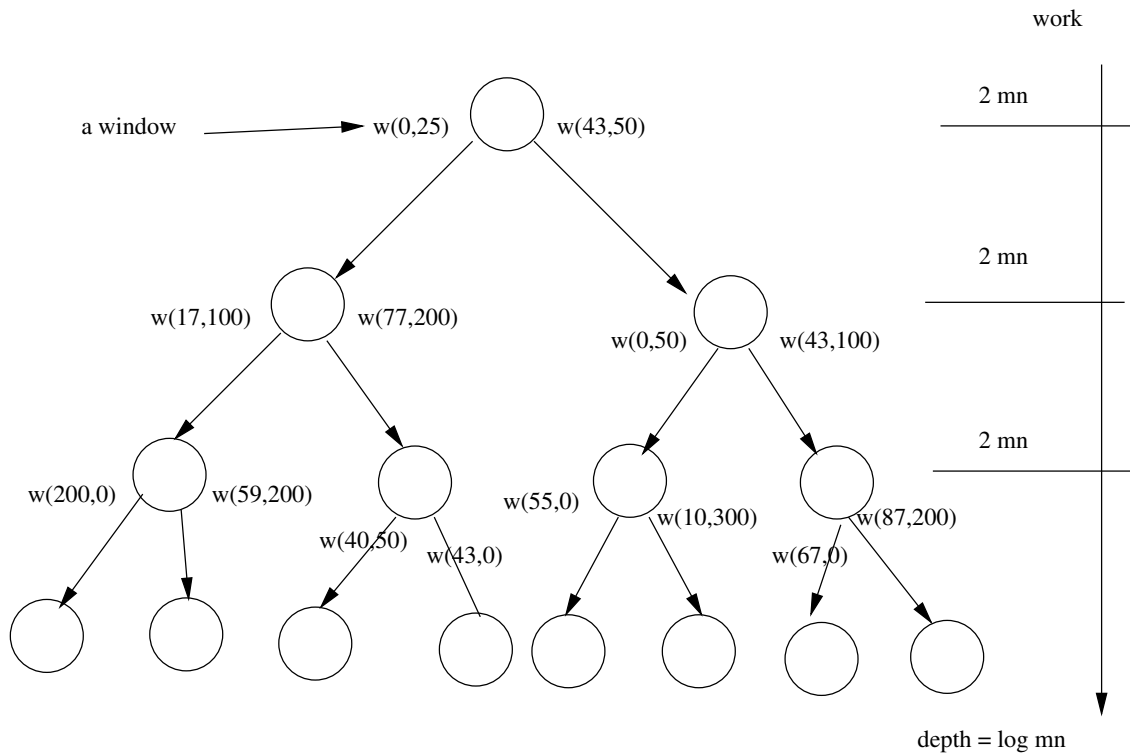 work
2 mn
a window
w(0,25)
w(43,50)
2 mn
w(17,100)
w(77,200)
w(0,50)
w(43,100)
2 mn
w(200,0)
w(59,200)
w(55,0)
w(10,300)
w(87,200)
w(40,50)
w(43,0)
w(67,0)
depth = log mn